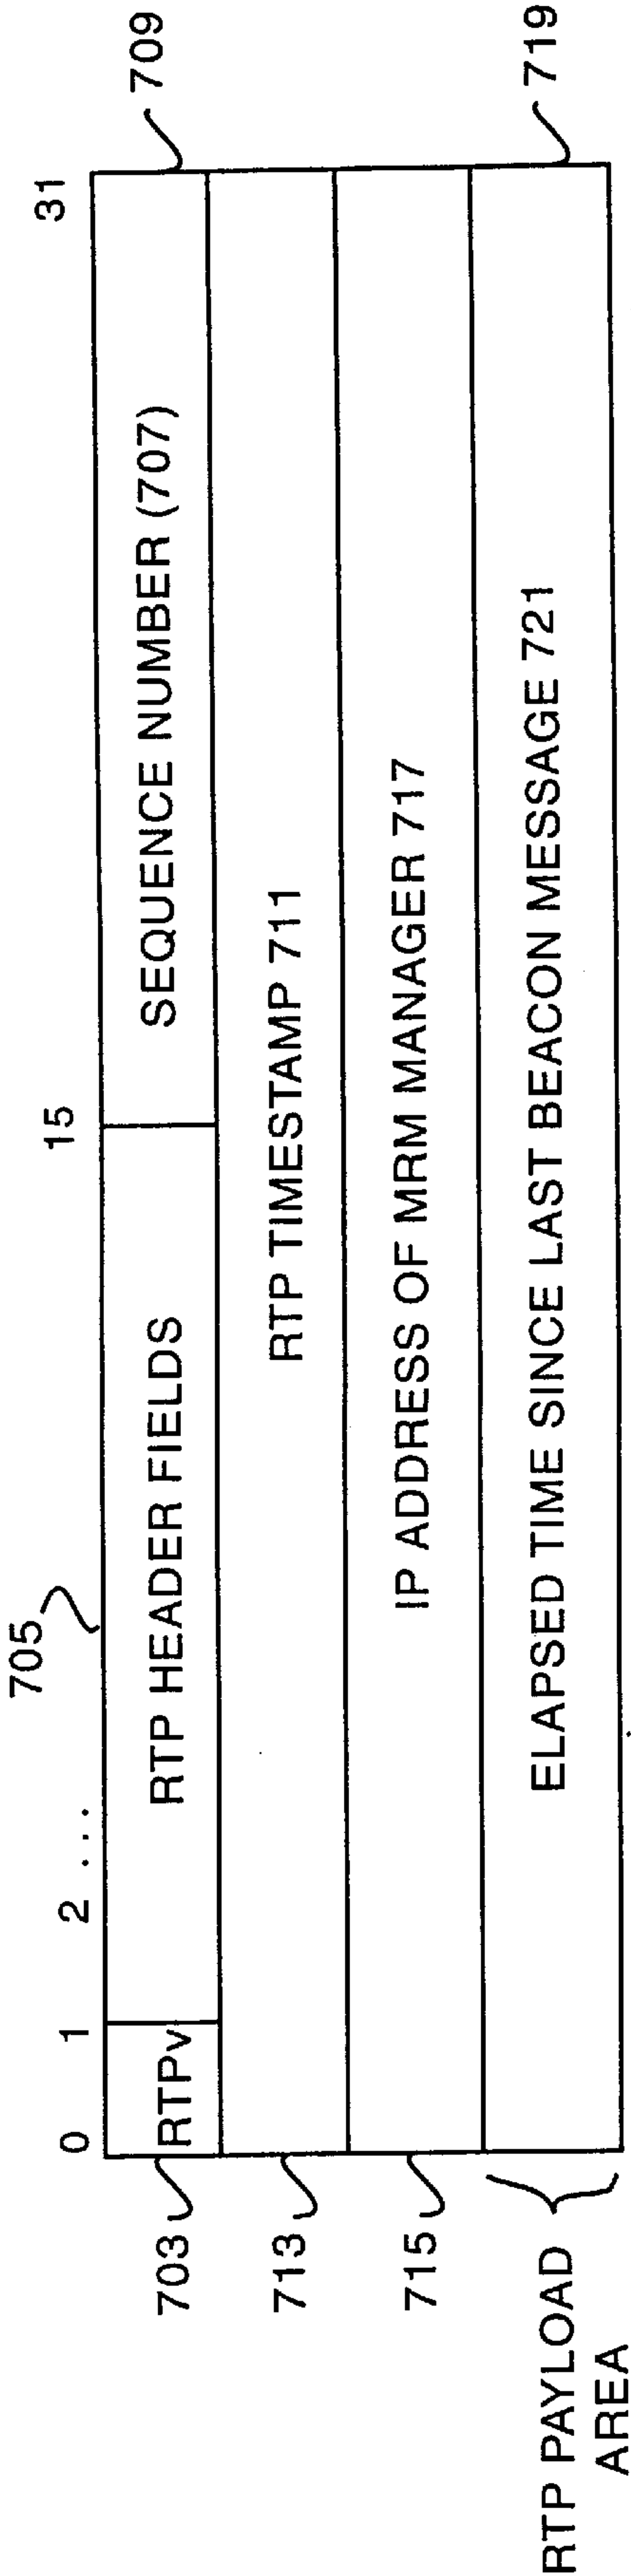 705
0 1 2 ... 15 31
RTPv RTP HEADER FIELDS SEQUENCE NUMBER (707)
703 709
RTP TIMESTAMP 711
713
IP ADDRESS OF MRM MANAGER 717
715
ELAPSED TIME SINCE LAST BEACON MESSAGE 721
719
RTP PAYLOAD
AREA